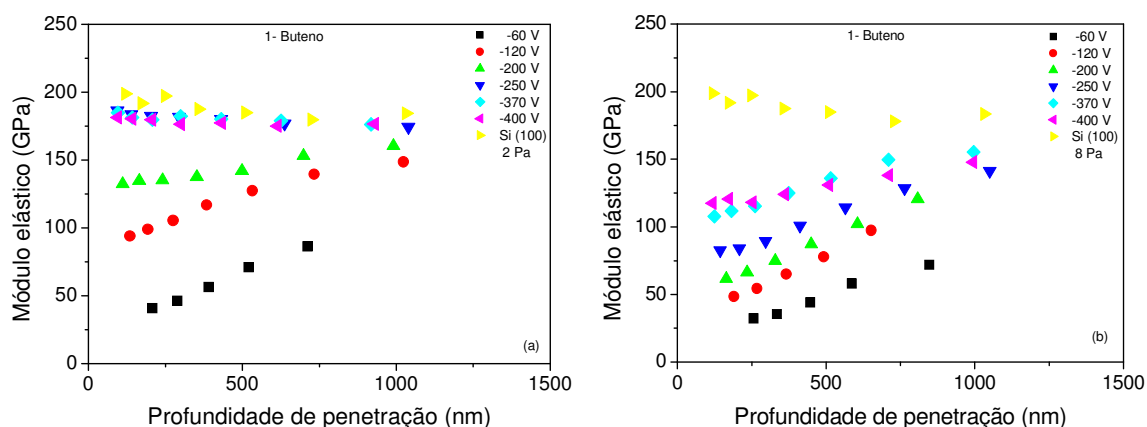 1- Buteno
-60 V
-120 V
-200 V
-250 V
-370 V
-400 V
Si (100)
2 Pa
(a)
250
200
150
100
50
0
0
500
1000
1500
Módulo elástico (GPa)
Profundidade de penetração (nm)
1- Buteno
-60 V
-120 V
-200 V
-250 V
-370 V
-400 V
Si (100)
8 Pa
(b)
250
200
150
100
50
0
0
500
1000
1500
Módulo elástico (GPa)
Profundidade de penetração (nm)